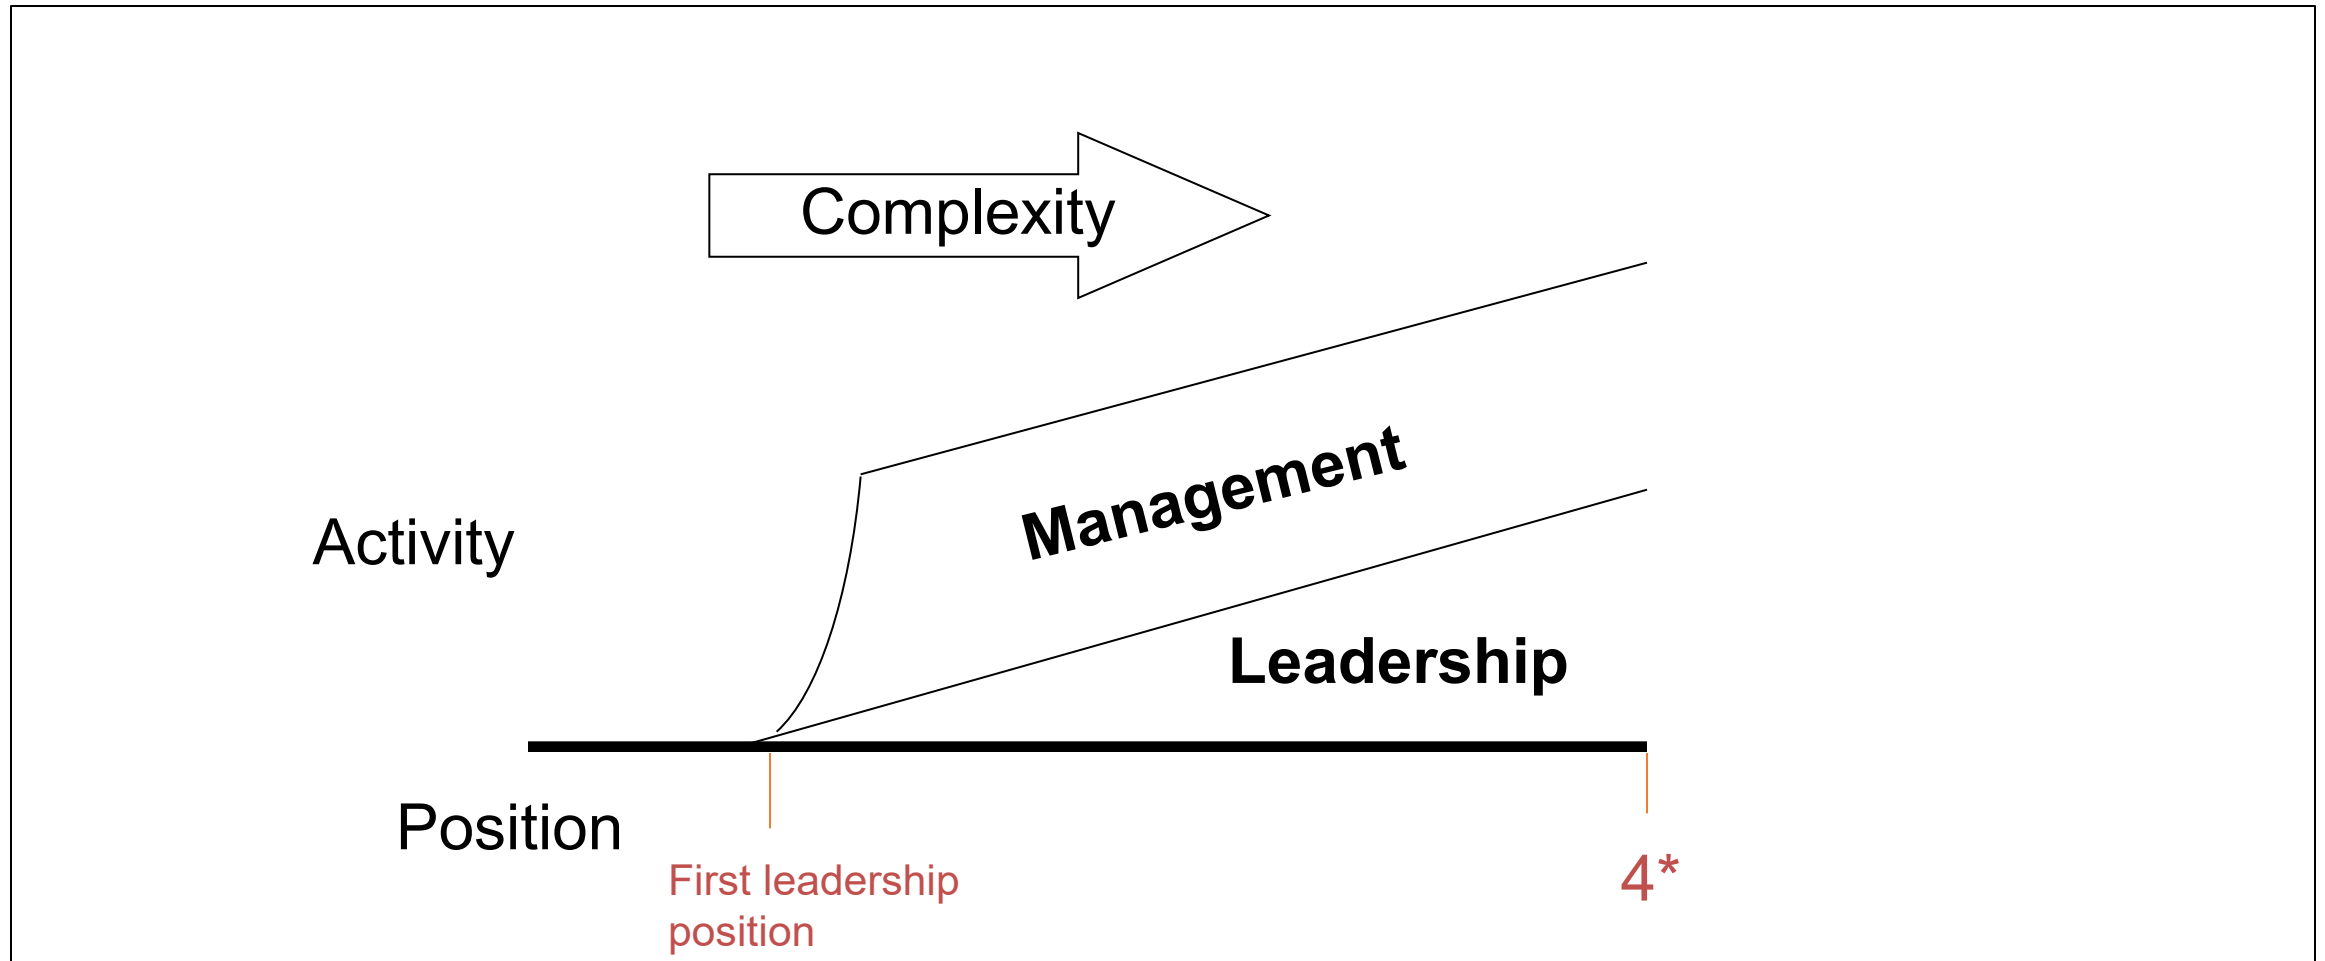 Complexity
Management
Activity
Leadership
Position
First leadership
position
4*